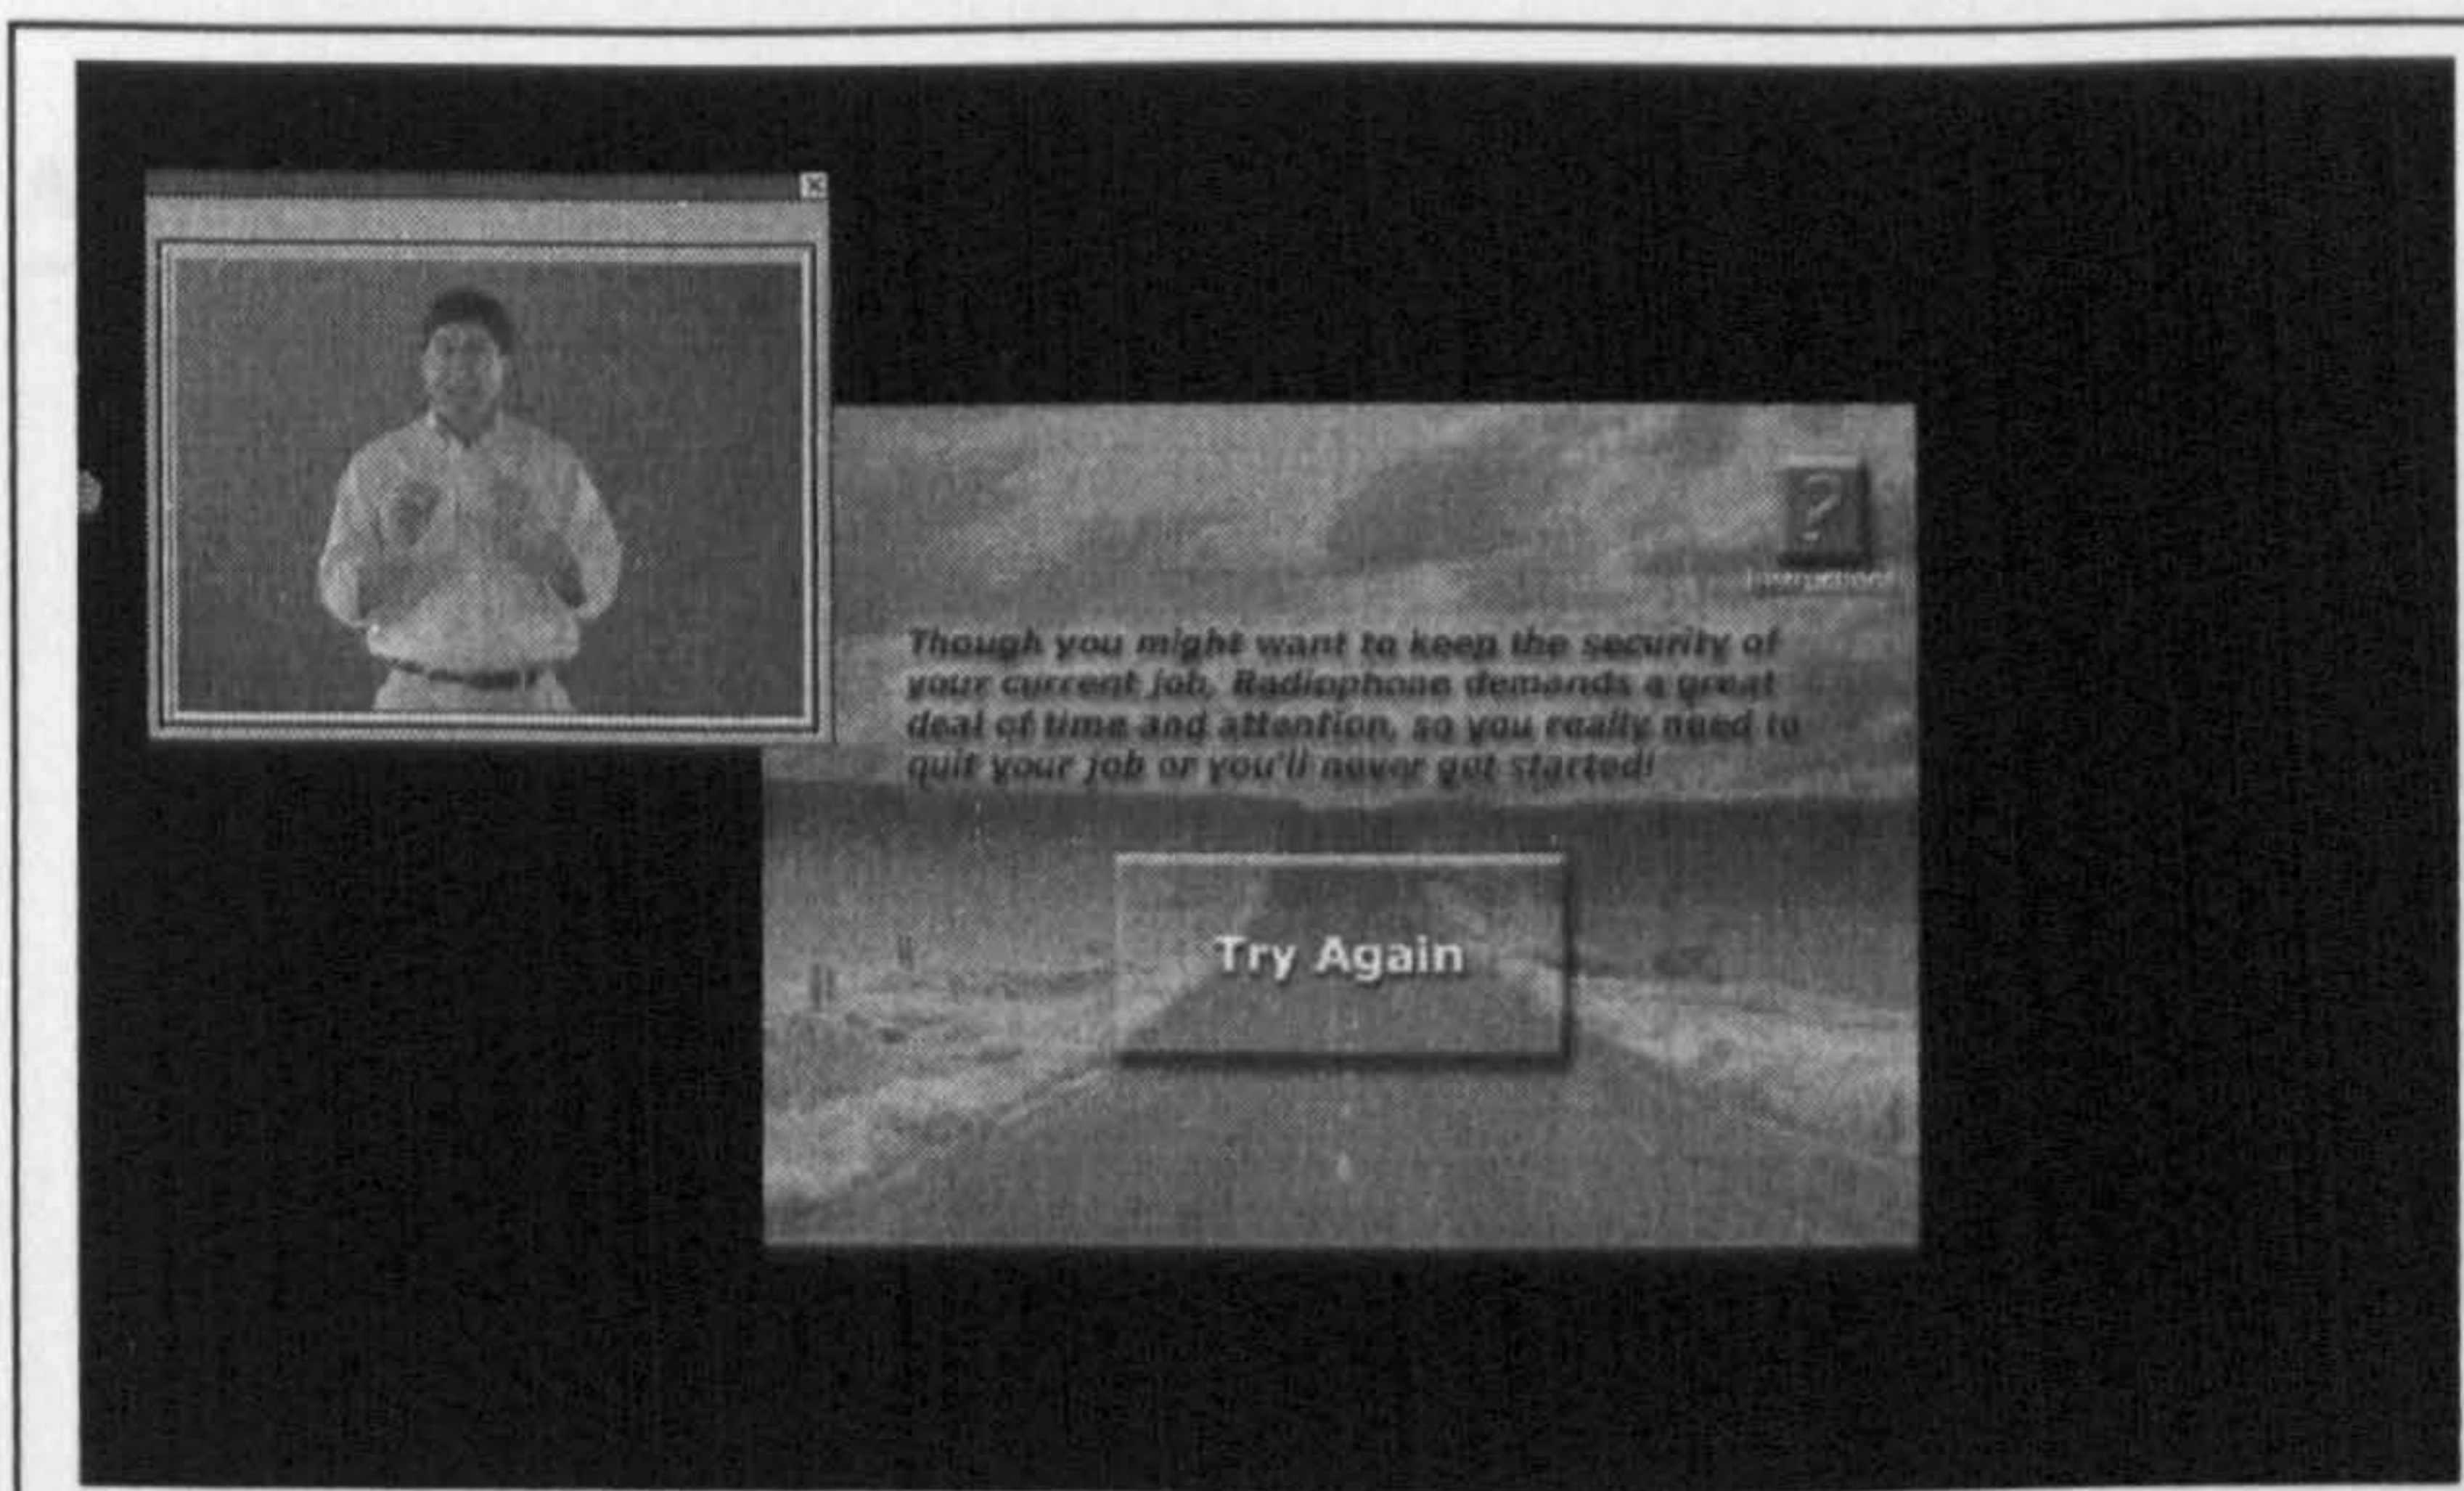 Instructions
Though you might want to keep the security of
your current job, Radiophone demands a great
deal of time and attention, so you really need to
quit your job or you'll never get started!
Try Again